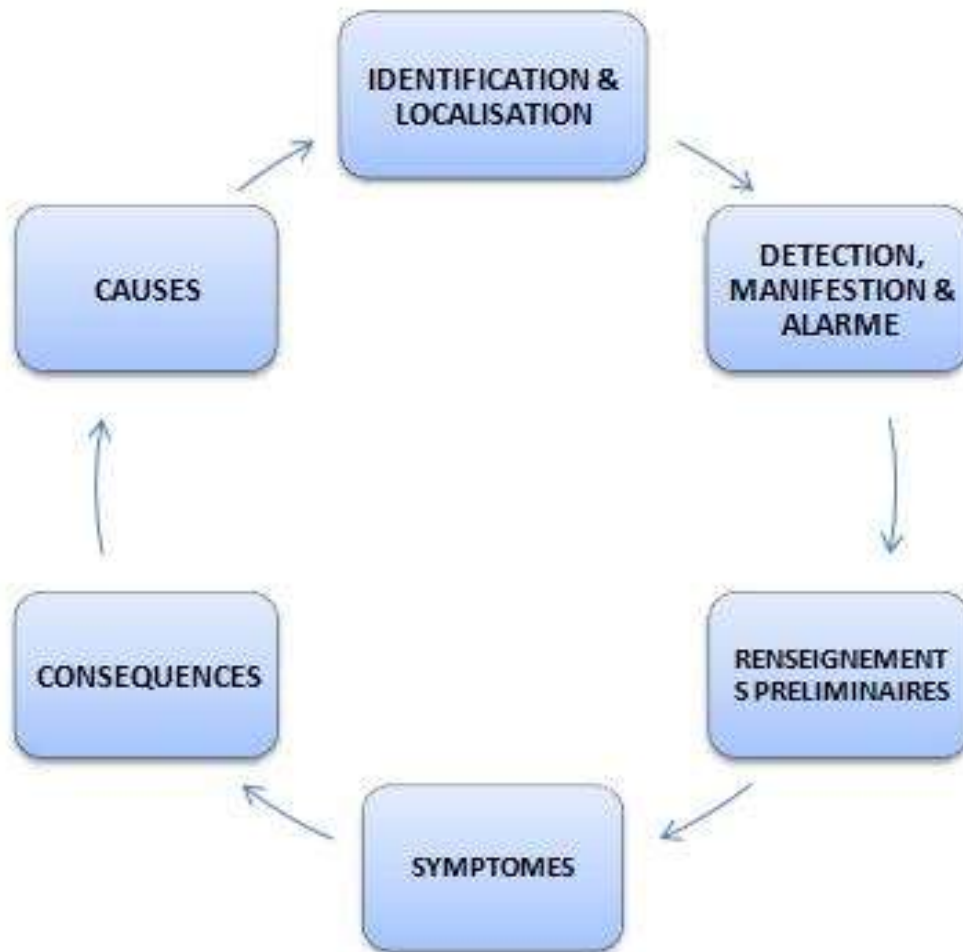 IDENTIFICATION &
LOCALISATION
DETECTION,
MANIFESTION &
ALARME
RENSEIGNEMENT
S PRELIMINAIRES
SYMPTOMES
CONSEQUENCES
CAUSES